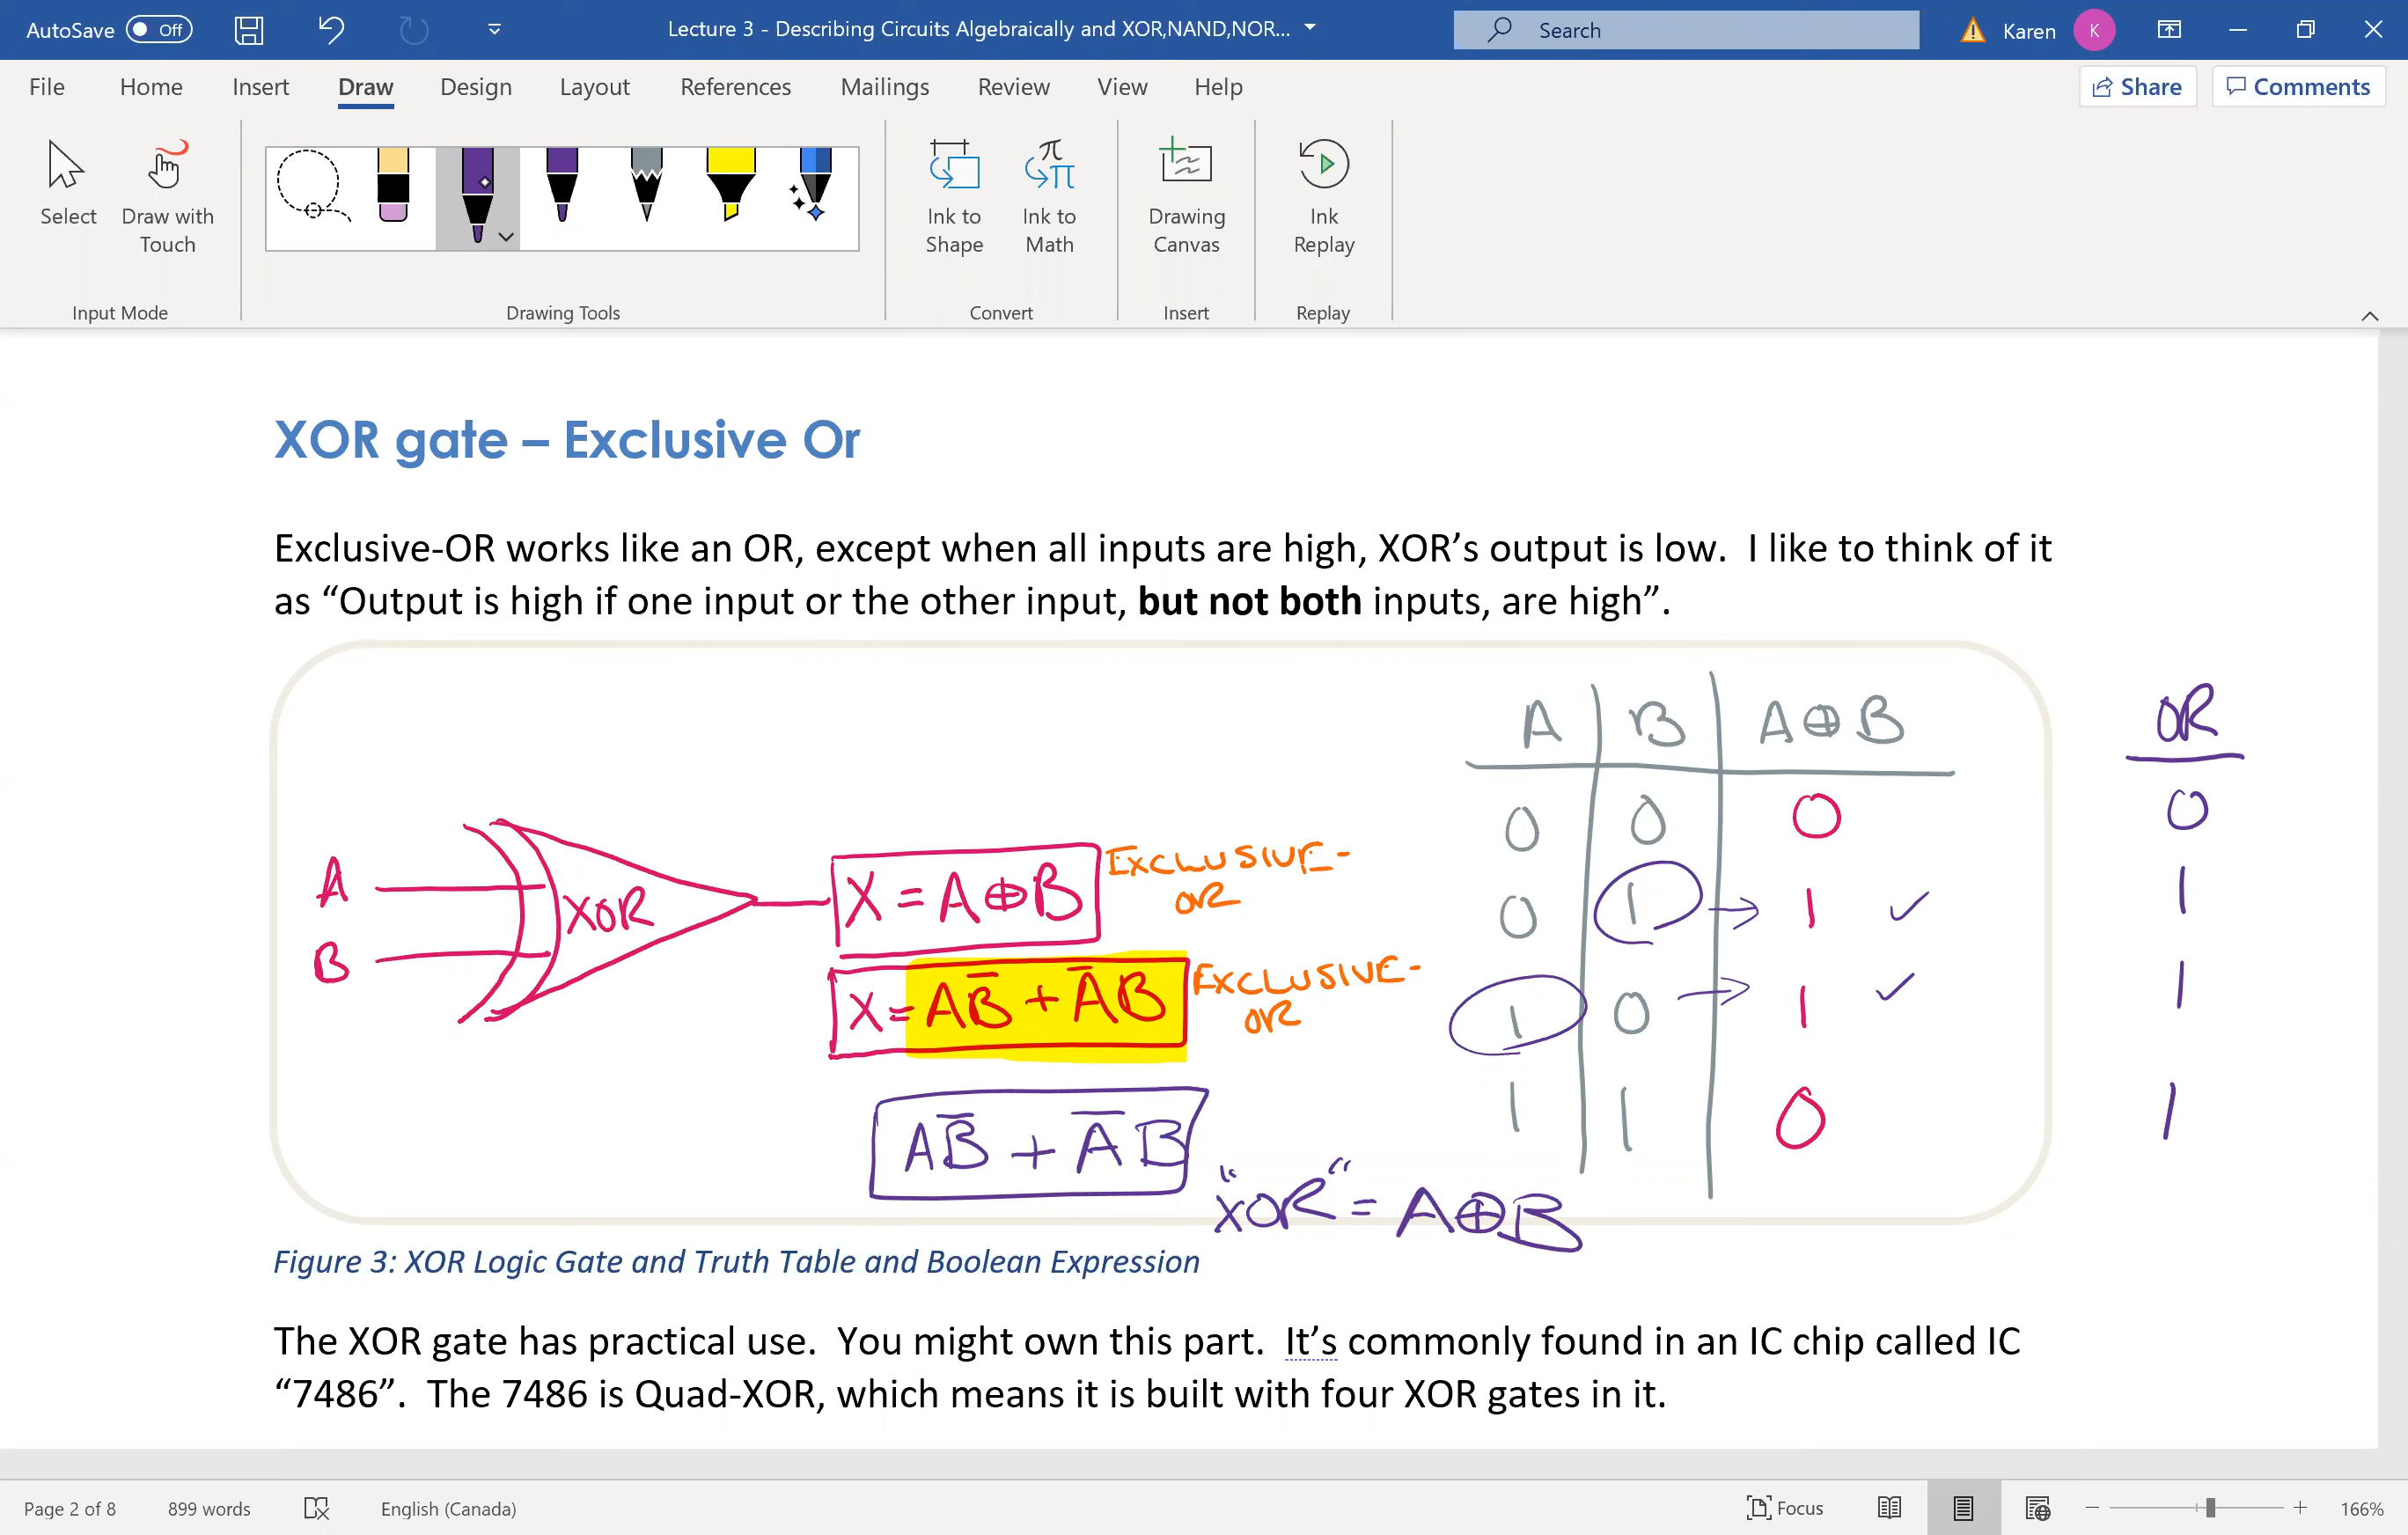 AutoSave Off Lecture 3 - Describing Circuits Algebraically and XOR,NAND,NOR... Search Karen K
File Home Insert Draw Design Layout References Mailings Review View Help Share Comments
Select Draw with Touch Ink to Shape Ink to Math Drawing Canvas Ink Replay
Input Mode Drawing Tools Convert Insert Replay
XOR gate – Exclusive Or
Exclusive-OR works like an OR, except when all inputs are high, XOR’s output is low. I like to think of it
as “Output is high if one input or the other input, but not both inputs, are high”.
A
B
XOR
X = A ⊕ B
EXCLUSIVE-
OR
X = AB̅ + A̅B
EXCLUSIVE-
OR
AB̅ + A̅B
"XOR" = A⊕B
A B A ⊕ B OR
0 0 0 0
0 1 → 1 ✓ 1
1 0 → 1 ✓ 1
1 1 0 1
Figure 3: XOR Logic Gate and Truth Table and Boolean Expression
The XOR gate has practical use. You might own this part. It’s commonly found in an IC chip called IC
“7486”. The 7486 is Quad-XOR, which means it is built with four XOR gates in it.
Page 2 of 8 899 words English (Canada) Focus 166%